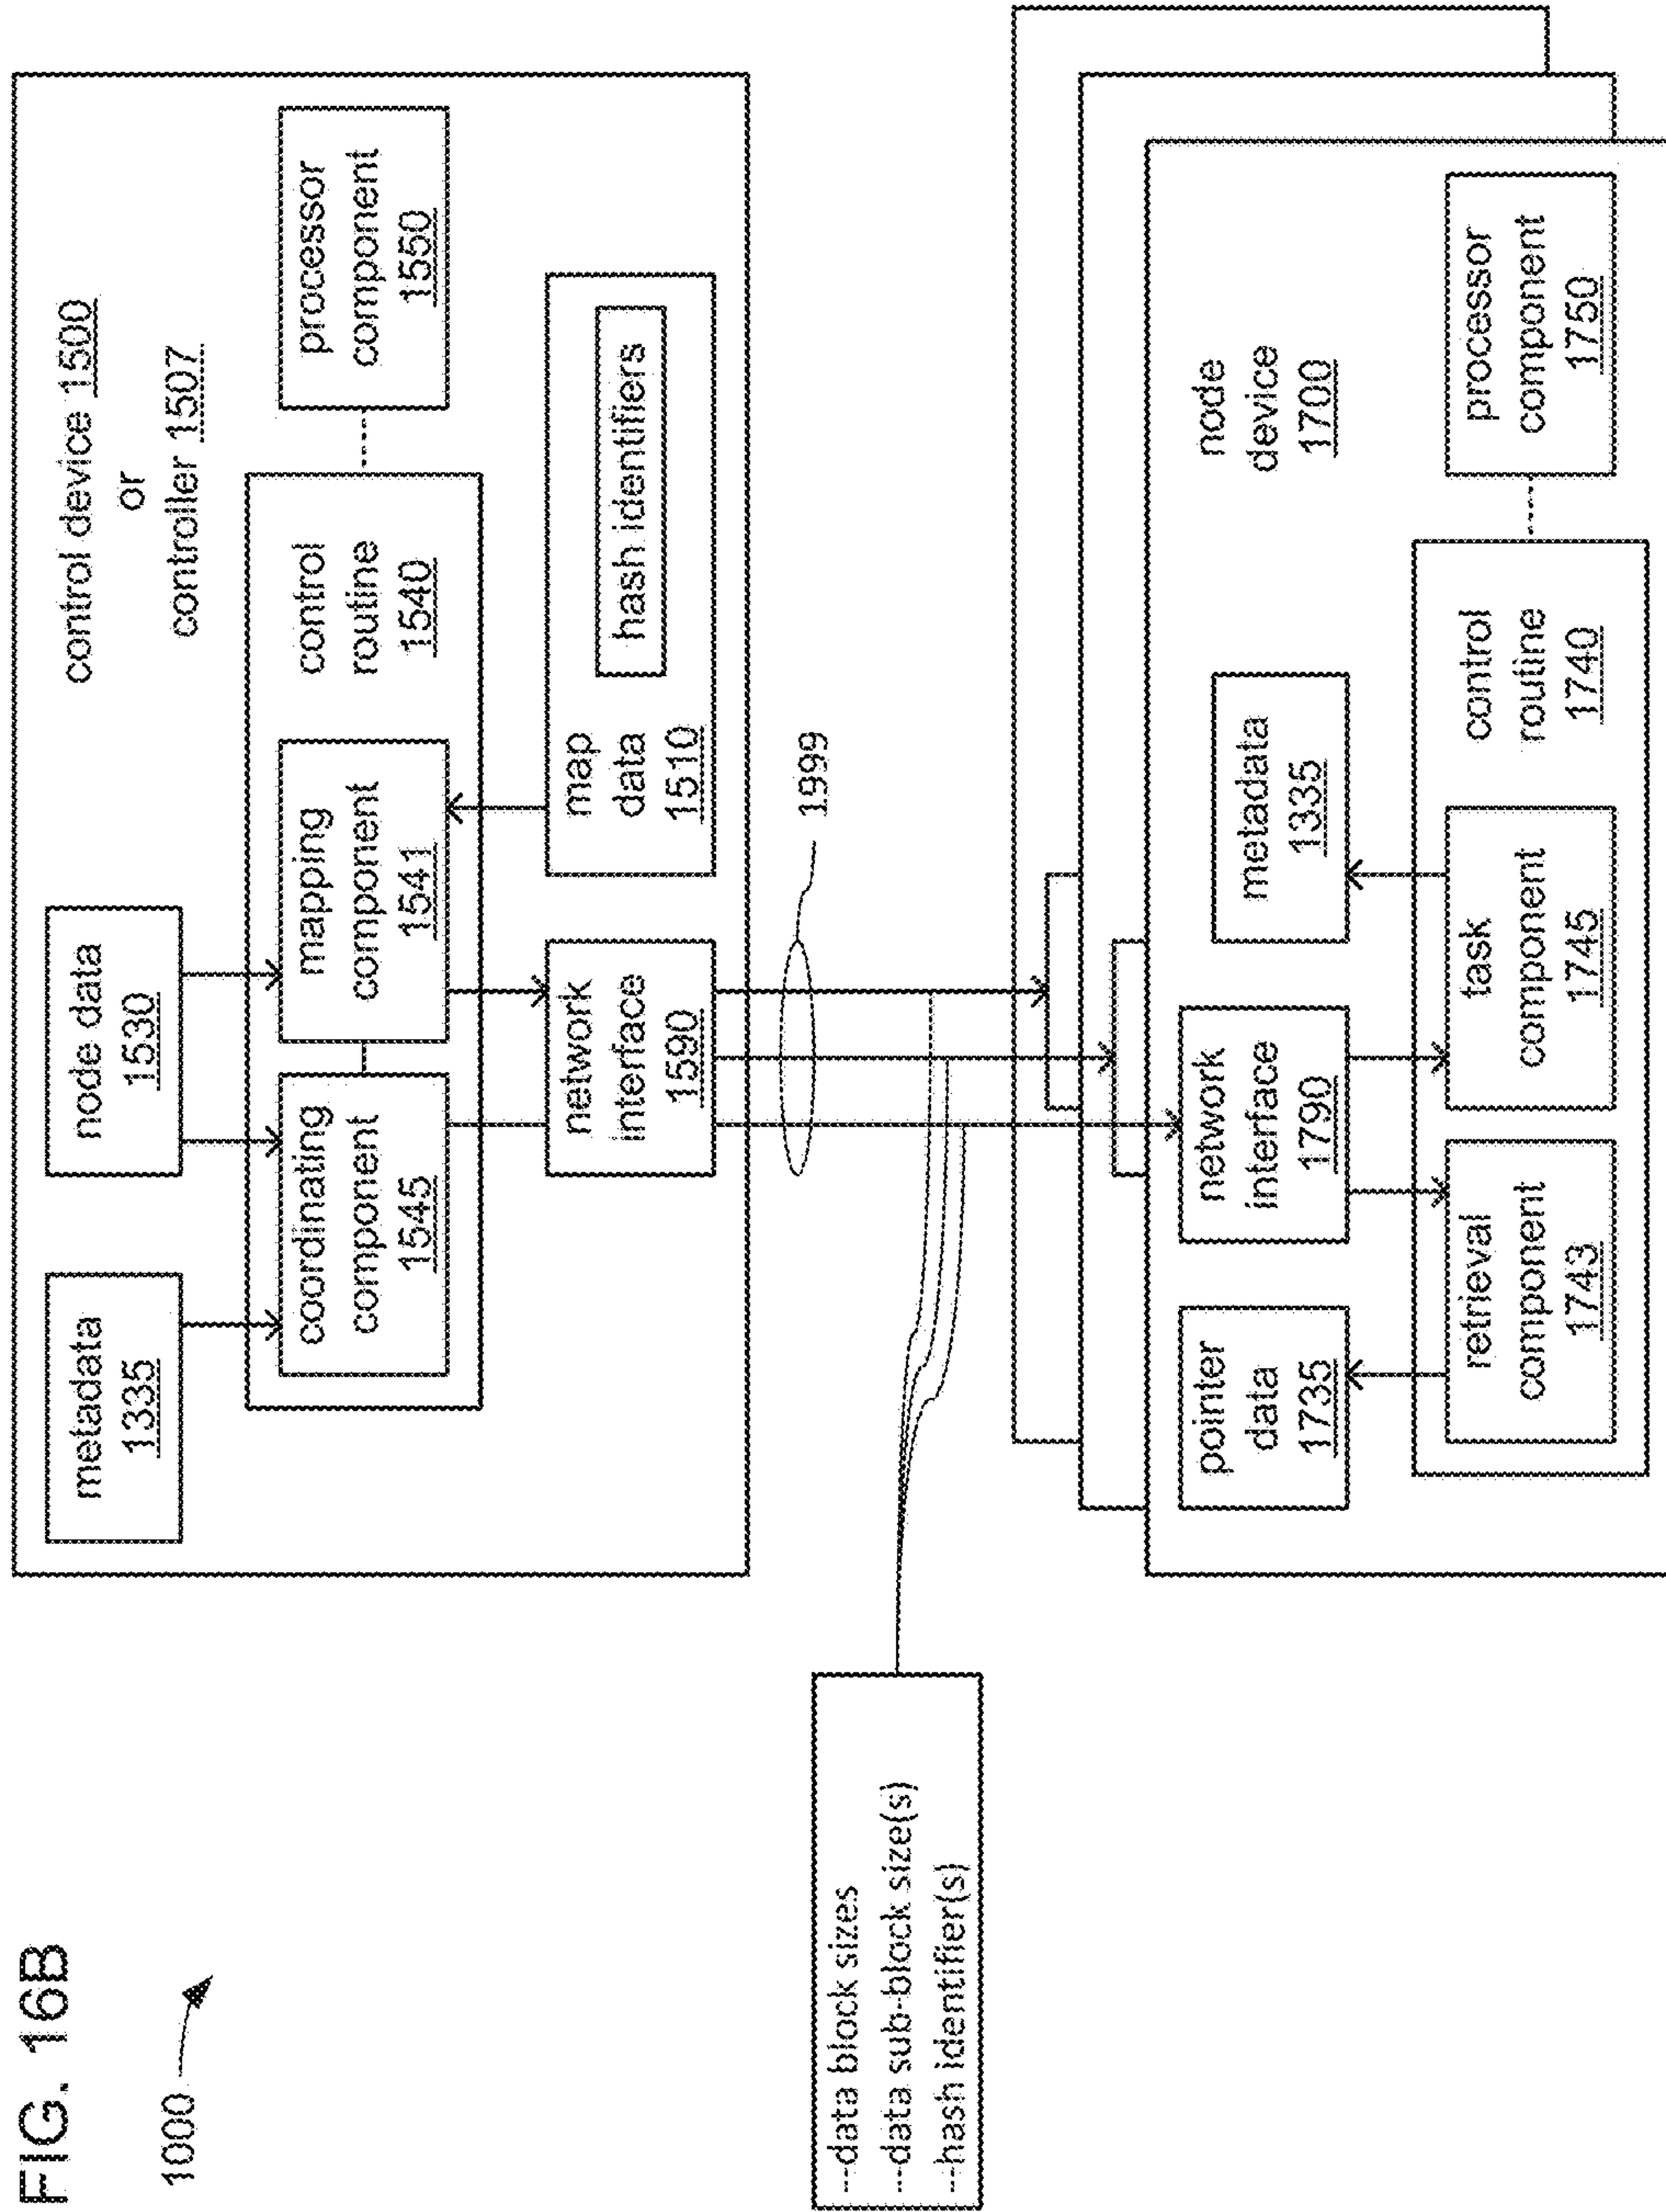 FIG. 16B
1000
control device 1500
or
controller 1507
metadata
1335
node data
1530
coordinating
component
1545
mapping
component
1541
control
routine
1540
processor
component
1550
network
interface
1590
map
data
1510
hash identifiers
1999
--data block sizes
--data sub-block size(s)
--hash identifier(s)
node
device
1700
pointer
data
1735
network
interface
1790
metadata
1335
retrieval
component
1743
task
component
1745
control
routine
1740
processor
component
1750